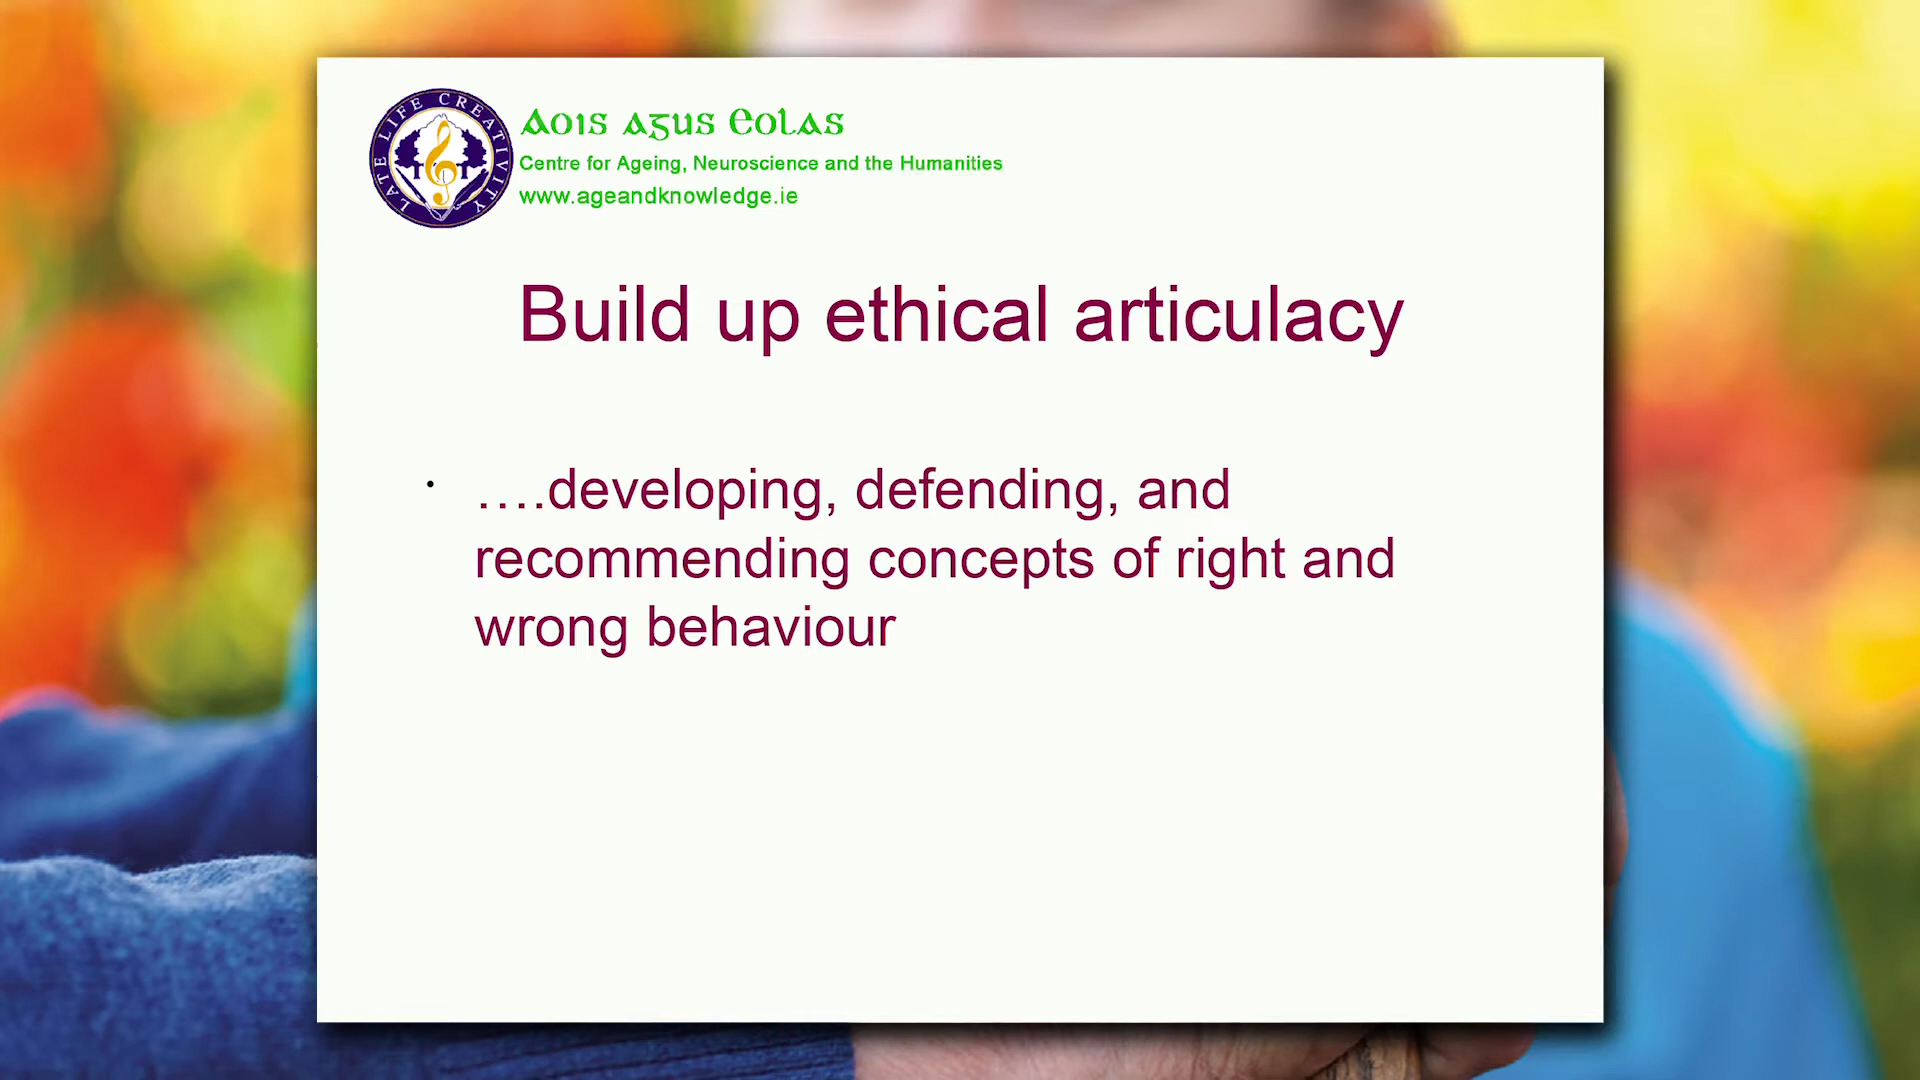 LATE LIFE CREATIVITY
Aois agus Eolas
Centre for Ageing, Neuroscience and the Humanities
www.ageandknowledge.ie
Build up ethical articulacy
• ….developing, defending, and
recommending concepts of right and
wrong behaviour